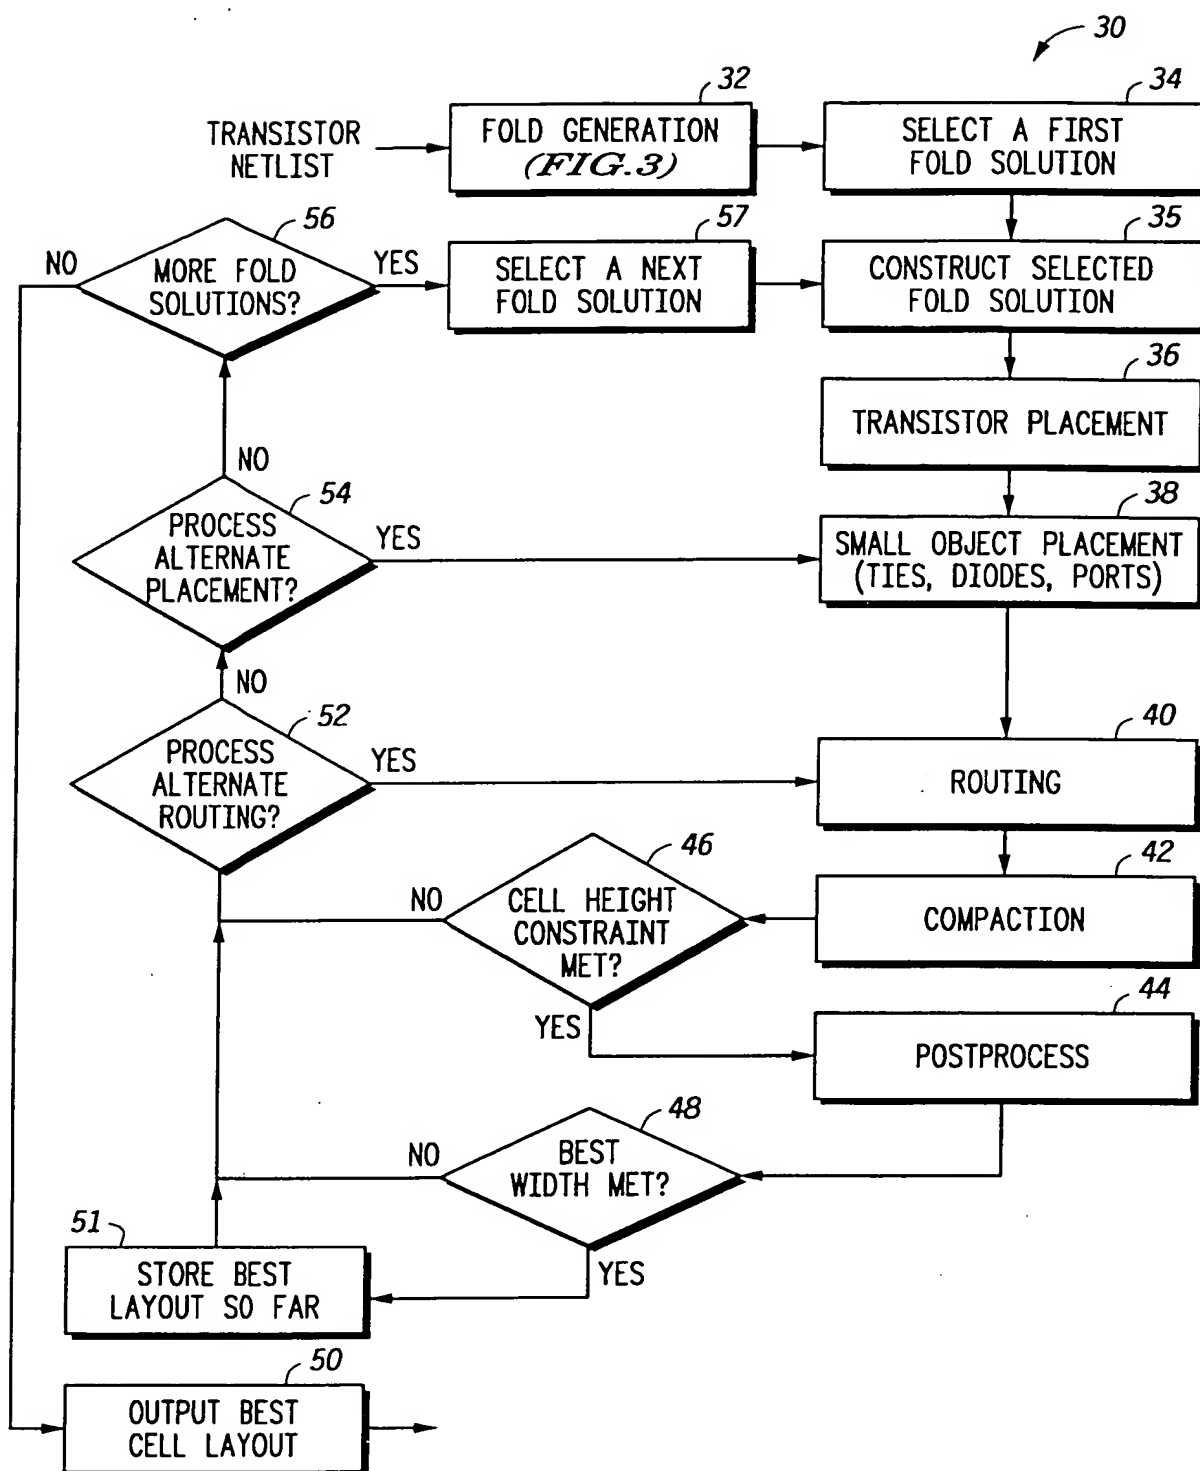 30
32
34
TRANSISTOR
NETLIST
FOLD GENERATION
(FIG.3)
SELECT A FIRST
FOLD SOLUTION
56
57
35
NO
MORE FOLD
SOLUTIONS?
YES
SELECT A NEXT
FOLD SOLUTION
CONSTRUCT SELECTED
FOLD SOLUTION
36
TRANSISTOR PLACEMENT
NO
54
38
PROCESS
ALTERNATE
PLACEMENT?
YES
SMALL OBJECT PLACEMENT
(TIES, DIODES, PORTS)
NO
52
40
PROCESS
ALTERNATE
ROUTING?
YES
ROUTING
46
42
NO
CELL HEIGHT
CONSTRAINT
MET?
COMPACTION
YES
44
POSTPROCESS
48
NO
BEST
WIDTH MET?
51
YES
STORE BEST
LAYOUT SO FAR
50
OUTPUT BEST
CELL LAYOUT